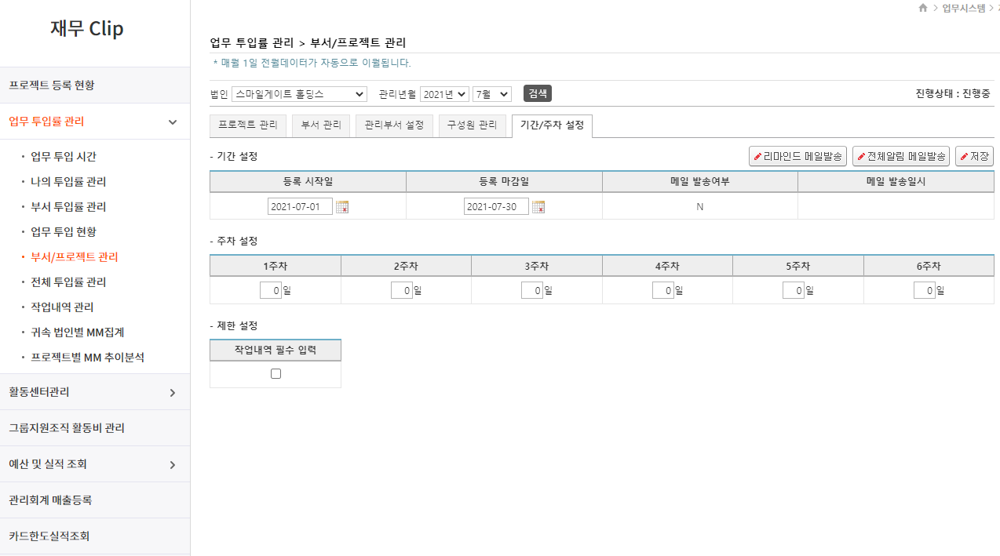 재무 Clip
프로젝트 등록 현황
업무 투입률 관리
· 업무 투입 시간
· 나의 투입률 관리
· 부서 투입률 관리
· 업무 투입 현황
· 부서/프로젝트 관리
· 전체 투입률 관리
· 작업내역 관리
· 귀속 법인별 MM집계
· 프로젝트별 MM 추이분석
활동센터관리
그룹지원조직 활동비 관리
예산 및 실적 조회
관리회계 매출등록
카드한도실적조회
> 업무시스템 >
업무 투입률 관리 > 부서/프로젝트 관리
* 매월 1일 전월데이터가 자동으로 이월됩니다.
법인 스마일게이트 홀딩스 관리년월 2021년 7월 검색 진행상태 : 진행중
프로젝트 관리 부서 관리 관리부서 설정 구성원 관리 기간/주차 설정
- 기간 설정 리마인드 메일발송 전체알림 메일발송 저장
등록 시작일 등록 마감일 메일 발송여부 메일 발송일시
2021-07-01 2021-07-30 N
- 주차 설정
1주차 2주차 3주차 4주차 5주차 6주차
0일 0일 0일 0일 0일 0일
- 제한 설정
작업내역 필수 입력